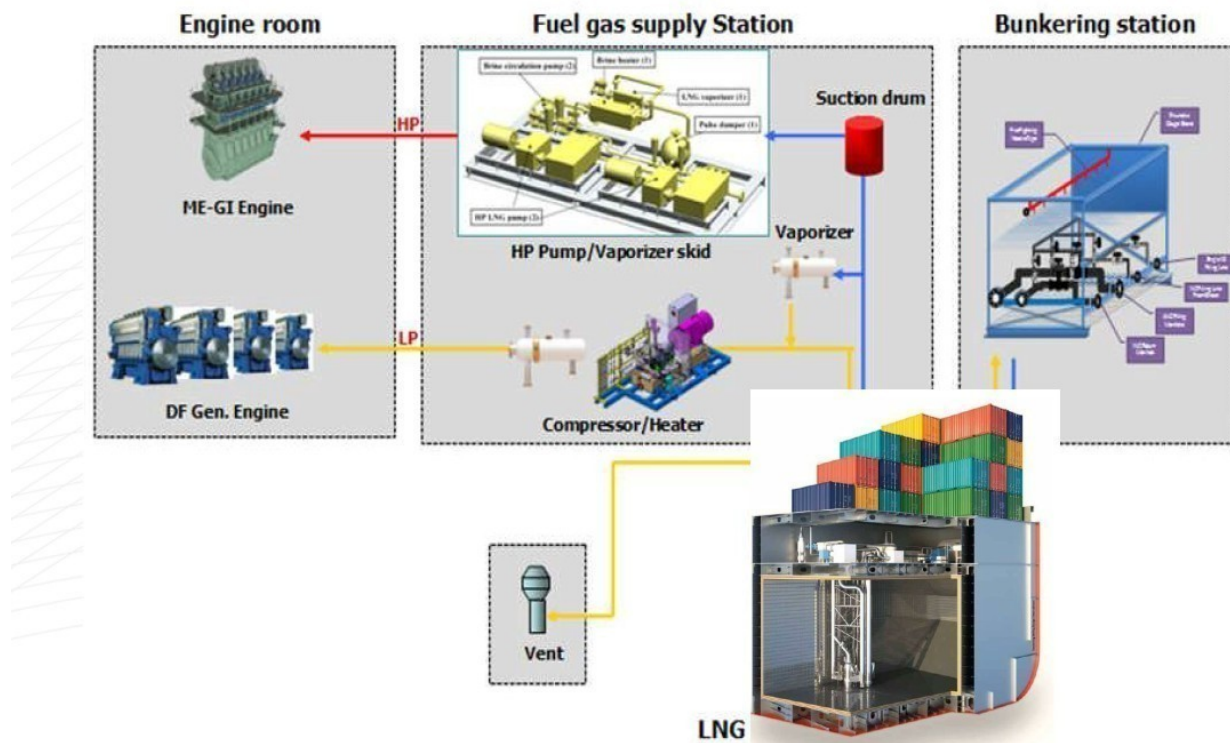 Engine room
Fuel gas supply Station
Bunkering station
Brine circulation pump (2)
Brine heater (1)
LNG vaporizer (1)
Pulse damper (1)
HP LNG pump (2)
Suction drum
HP
ME-GI Engine
HP Pump/Vaporizer skid
Vaporizer
LP
DF Gen. Engine
Compressor/Heater
Vent
LNG